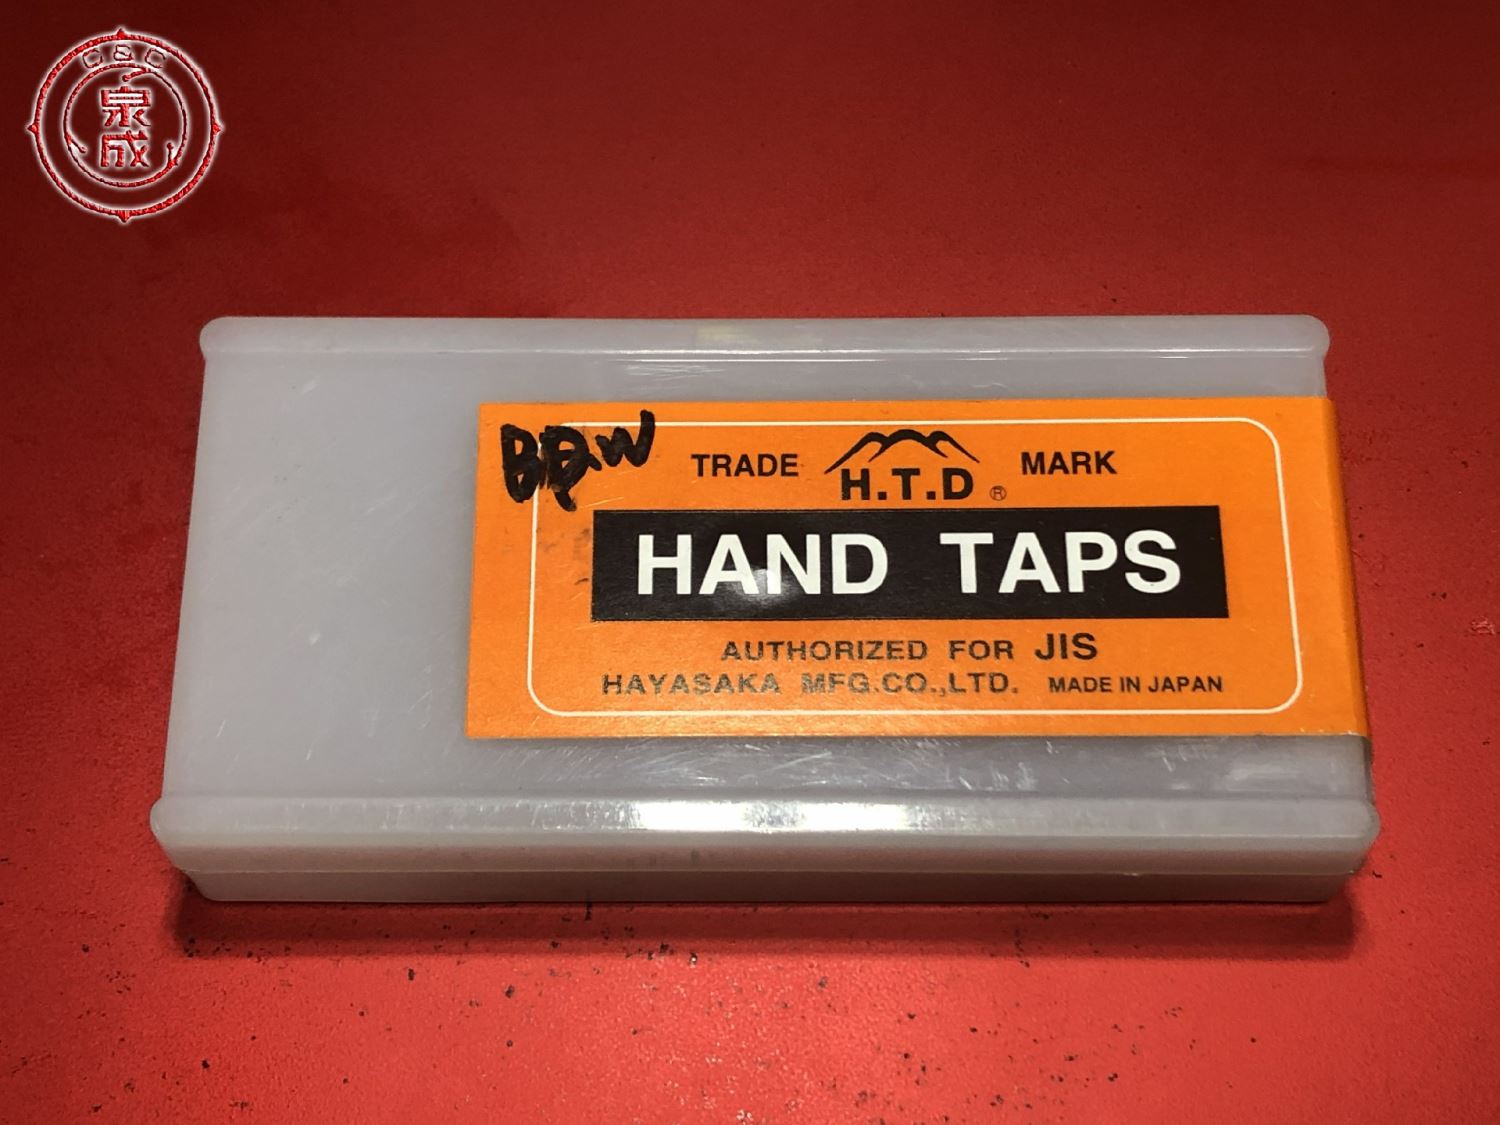 C & C
泉
成
TRADE H.T.D ® MARK
HAND TAPS
AUTHORIZED FOR JIS
HAYASAKA MFG.CO.,LTD. MADE IN JAPAN